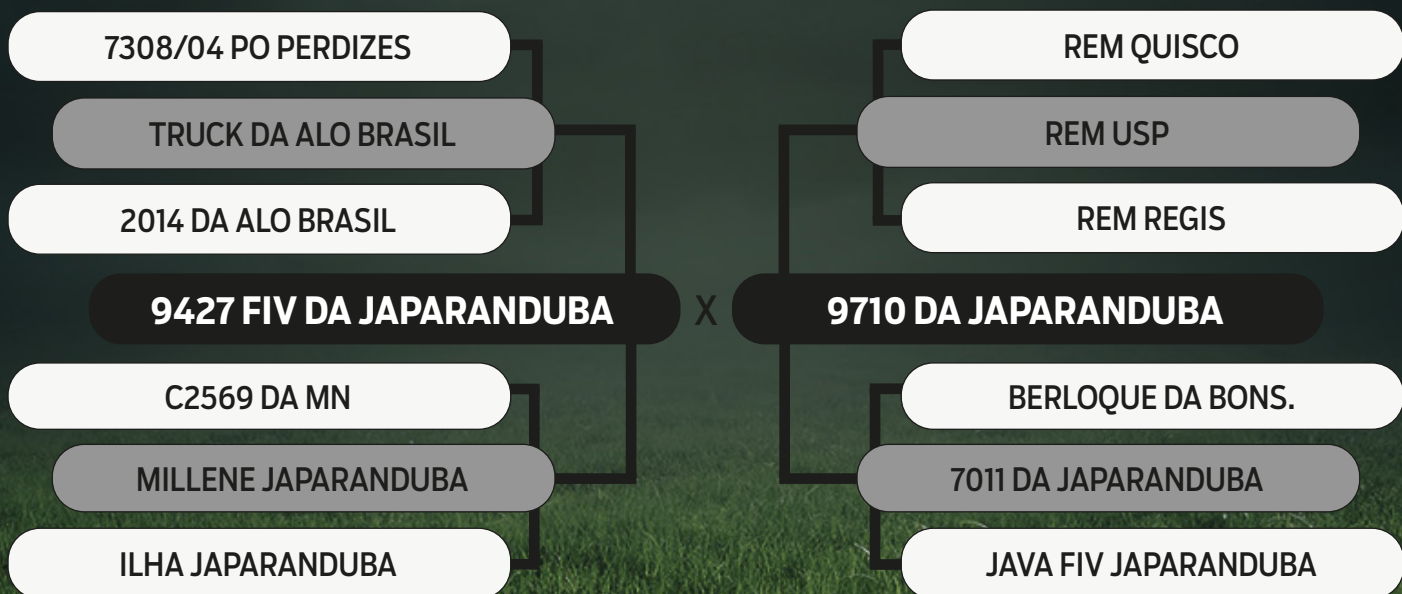 7308/04 PO PERDIZES
TRUCK DA ALO BRASIL
2014 DA ALO BRASIL
9427 FIV DA JAPARANDUBA
C2569 DA MN
MILLENE JAPARANDUBA
ILHA JAPARANDUBA
X
REM QUISCO
REM USP
REM REGIS
9710 DA JAPARANDUBA
BERLOQUE DA BONS.
7011 DA JAPARANDUBA
JAVA FIV JAPARANDUBA